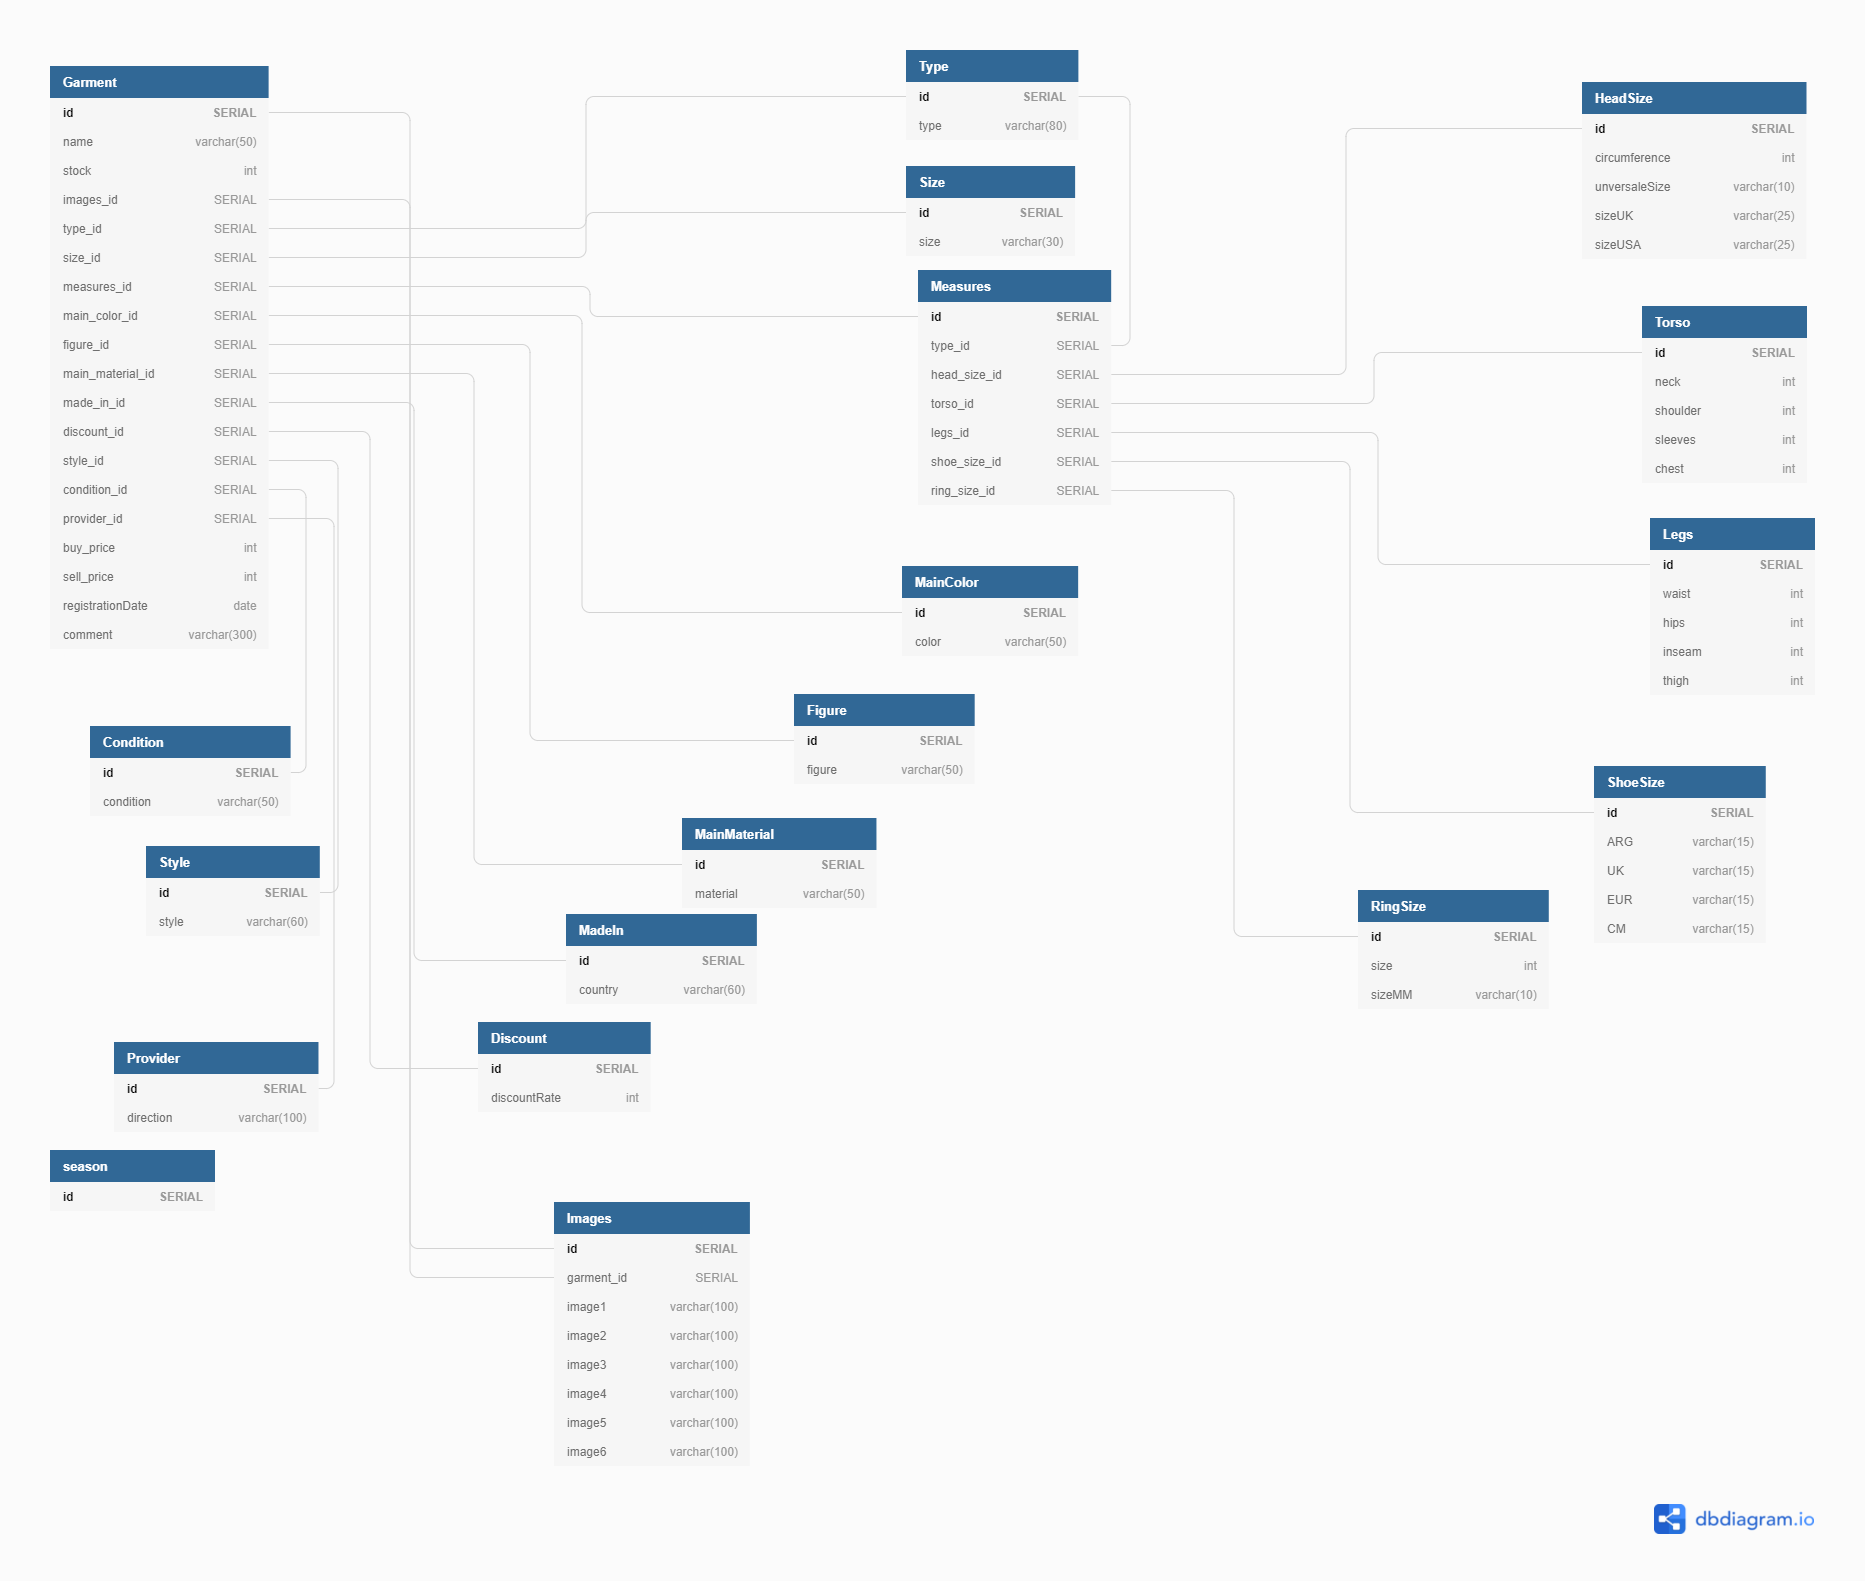 Garment
id SERIAL
name varchar(50)
stock int
images_id SERIAL
type_id SERIAL
size_id SERIAL
measures_id SERIAL
main_color_id SERIAL
figure_id SERIAL
main_material_id SERIAL
made_in_id SERIAL
discount_id SERIAL
style_id SERIAL
condition_id SERIAL
provider_id SERIAL
buy_price int
sell_price int
registrationDate date
comment varchar(300)
Condition
id SERIAL
condition varchar(50)
Style
id SERIAL
style varchar(60)
Provider
id SERIAL
direction varchar(100)
season
id SERIAL
Type
id SERIAL
type varchar(80)
Size
id SERIAL
size varchar(30)
Measures
id SERIAL
type_id SERIAL
head_size_id SERIAL
torso_id SERIAL
legs_id SERIAL
shoe_size_id SERIAL
ring_size_id SERIAL
MainColor
id SERIAL
color varchar(50)
Figure
id SERIAL
figure varchar(50)
MainMaterial
id SERIAL
material varchar(50)
MadeIn
id SERIAL
country varchar(60)
Discount
id SERIAL
discountRate int
Images
id SERIAL
garment_id SERIAL
image1 varchar(100)
image2 varchar(100)
image3 varchar(100)
image4 varchar(100)
image5 varchar(100)
image6 varchar(100)
HeadSize
id SERIAL
circumference int
unversaleSize varchar(10)
sizeUK varchar(25)
sizeUSA varchar(25)
Torso
id SERIAL
neck int
shoulder int
sleeves int
chest int
Legs
id SERIAL
waist int
hips int
inseam int
thigh int
ShoeSize
id SERIAL
ARG varchar(15)
UK varchar(15)
EUR varchar(15)
CM varchar(15)
RingSize
id SERIAL
size int
sizeMM varchar(10)
dbdiagram.io